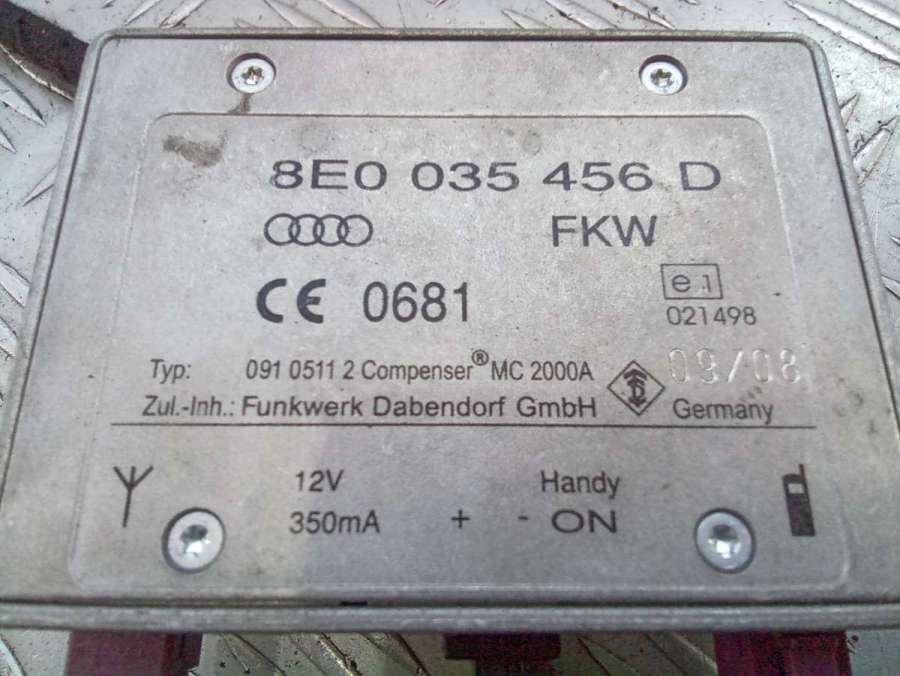 8E0 035 456 D
FKW
CE 0681
e1
021498
Typ: 091 0511 2 Compenser® MC 2000A
09/08
Zul.-Inh.: Funkwerk Dabendorf GmbH
Germany
12V
Handy
350mA + - ON